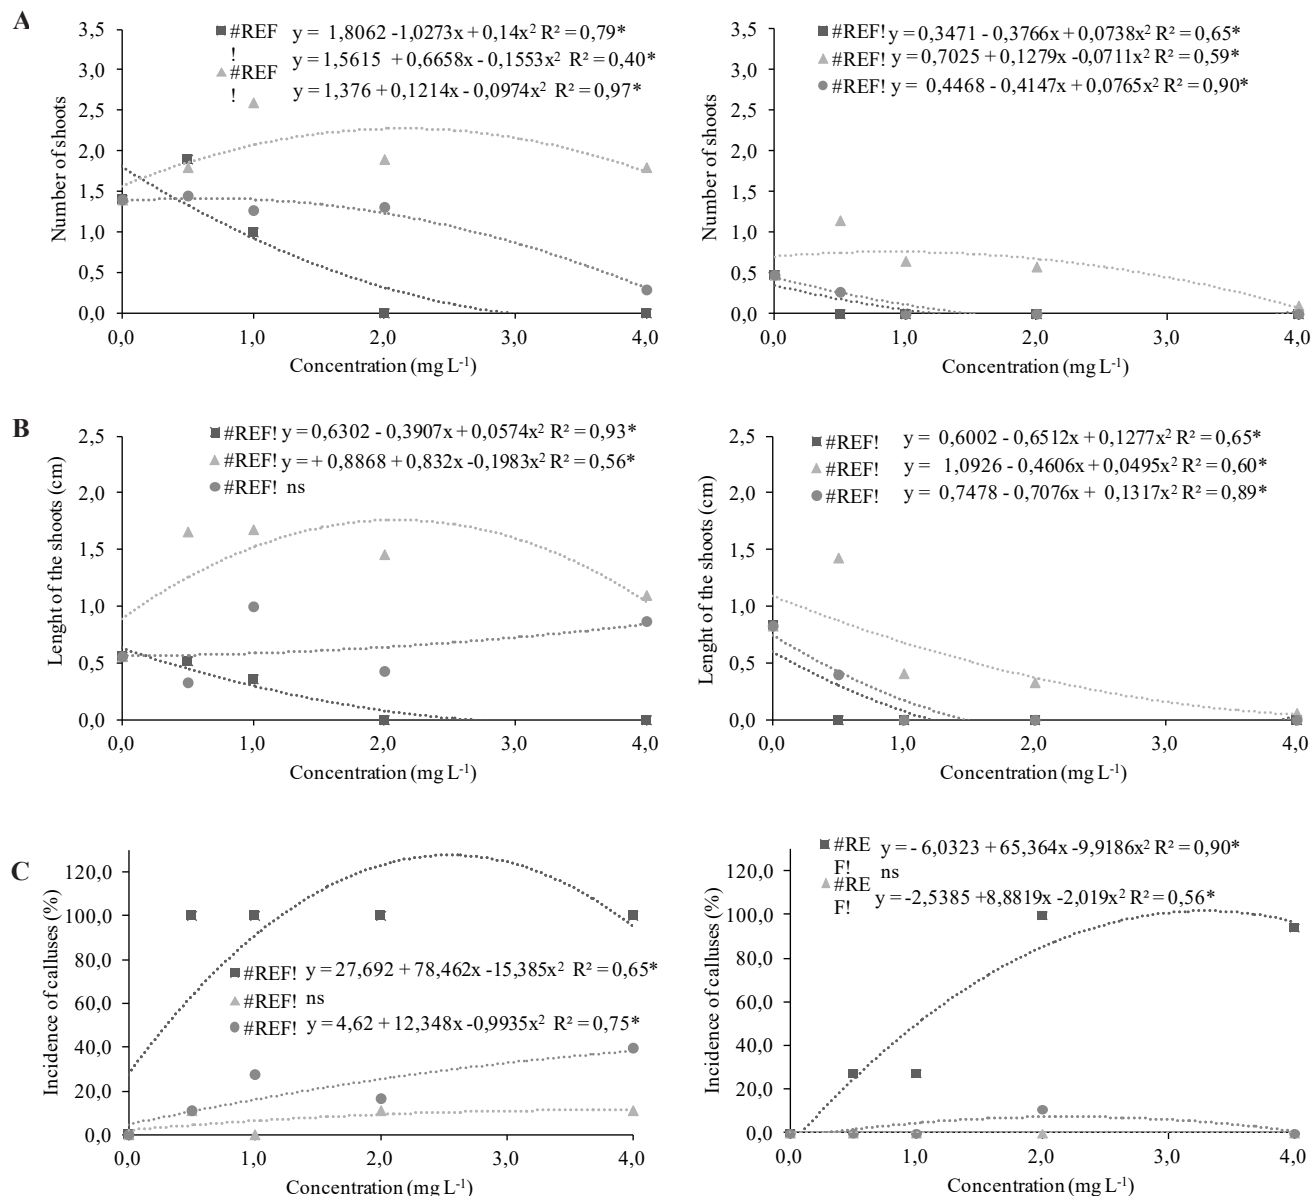 A
3,5
3,0
2,5
2,0
1,5
1,0
0,5
0,0
Number of shoots
#REF
!
#REF
!
y = 1,8062 -1,0273x + 0,14x² R² = 0,79*
y = 1,5615 + 0,6658x - 0,1553x² R² = 0,40*
y = 1,376 + 0,1214x - 0,0974x² R² = 0,97*
0,0 1,0 2,0 3,0 4,0
Concentration (mg L⁻¹)
3,5
3,0
2,5
2,0
1,5
1,0
0,5
0,0
Number of shoots
#REF! y = 0,3471 - 0,3766x + 0,0738x² R² = 0,65*
#REF! y = 0,7025 + 0,1279x -0,0711x² R² = 0,59*
#REF! y = 0,4468 - 0,4147x + 0,0765x² R² = 0,90*
0,0 1,0 2,0 3,0 4,0
Concentration (mg L⁻¹)
B
2,5
2,0
1,5
1,0
0,5
0,0
Lenght of the shoots (cm)
#REF! y = 0,6302 - 0,3907x + 0,0574x² R² = 0,93*
#REF! y = + 0,8868 + 0,832x -0,1983x² R² = 0,56*
#REF! ns
0,0 1,0 2,0 3,0 4,0
Concentration (mg L⁻¹)
2,5
2,0
1,5
1,0
0,5
0,0
Lenght of the shoots (cm)
#REF! y = 0,6002 - 0,6512x + 0,1277x² R² = 0,65*
#REF! y = 1,0926 - 0,4606x + 0,0495x² R² = 0,60*
#REF! y = 0,7478 - 0,7076x + 0,1317x² R² = 0,89*
0,0 1,0 2,0 3,0 4,0
Concentration (mg L⁻¹)
C
120,0
100,0
80,0
60,0
40,0
20,0
0,0
Incidence of calluses (%)
#REF! y = 27,692 + 78,462x -15,385x² R² = 0,65*
#REF! ns
#REF! y = 4,62 + 12,348x -0,9935x² R² = 0,75*
0,0 1,0 2,0 3,0 4,0
Concentration (mg L⁻¹)
120,0
100,0
80,0
60,0
40,0
20,0
0,0
Incidence of calluses (%)
#RE
F!
#RE
F!
y = - 6,0323 + 65,364x -9,9186x² R² = 0,90*
ns
y = -2,5385 +8,8819x -2,019x² R² = 0,56*
0,0 1,0 2,0 3,0 4,0
Concentration (mg L⁻¹)